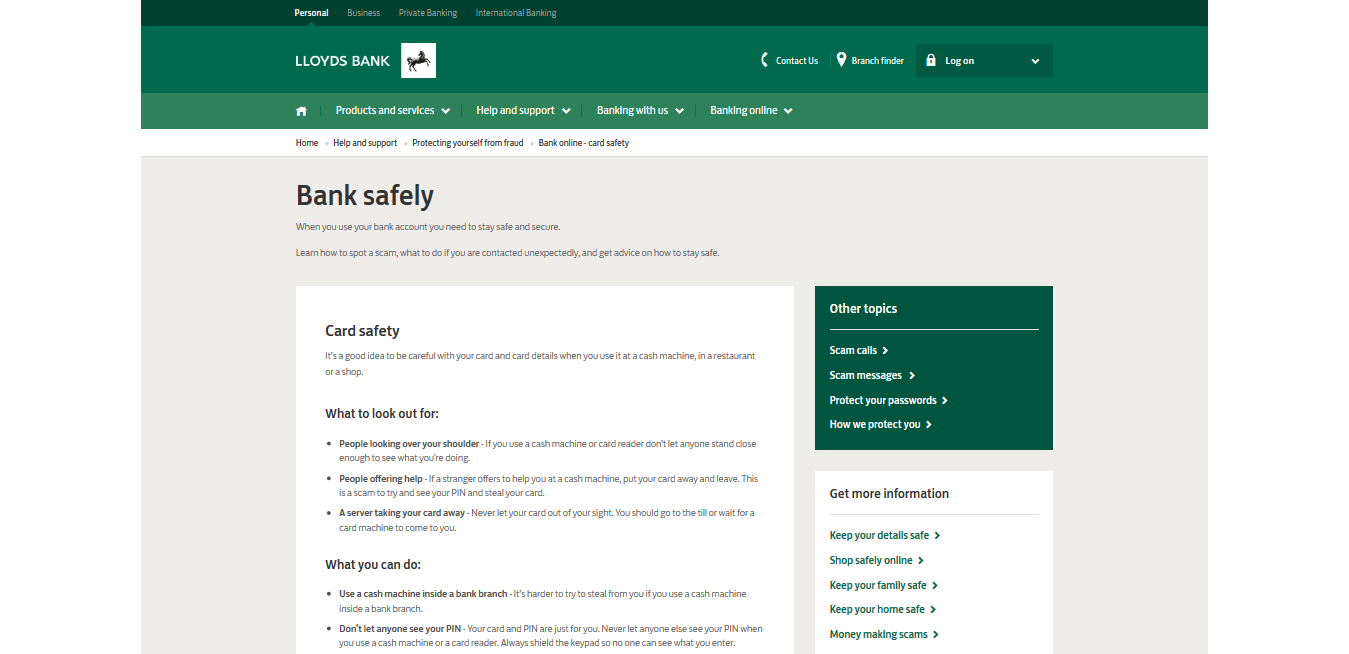 Personal Business Private Banking International Banking
LLOYDS BANK
Contact Us Branch finder Log on
Products and services Help and support Banking with us Banking online
Home Help and support Protecting yourself from fraud Bank online - card safety
Bank safely
When you use your bank account you need to stay safe and secure.
Learn how to spot a scam, what to do if you are contacted unexpectedly, and get advice on how to stay safe.
Card safety
It's a good idea to be careful with your card and card details when you use it at a cash machine, in a restaurant
or a shop.
What to look out for:
People looking over your shoulder - If you use a cash machine or card reader don't let anyone stand close
enough to see what you're doing.
People offering help - If a stranger offers to help you at a cash machine, put your card away and leave. This
is a scam to try and see your PIN and steal your card.
A server taking your card away - Never let your card out of your sight. You should go to the till or wait for a
card machine to come to you.
What you can do:
Use a cash machine inside a bank branch - It's harder to try to steal from you if you use a cash machine
inside a bank branch.
Don't let anyone see your PIN - Your card and PIN are just for you. Never let anyone else see your PIN when
you use a cash machine or a card reader. Always shield the keypad so no one can see what you enter.
Other topics
Scam calls
Scam messages
Protect your passwords
How we protect you
Get more information
Keep your details safe
Shop safely online
Keep your family safe
Keep your home safe
Money making scams